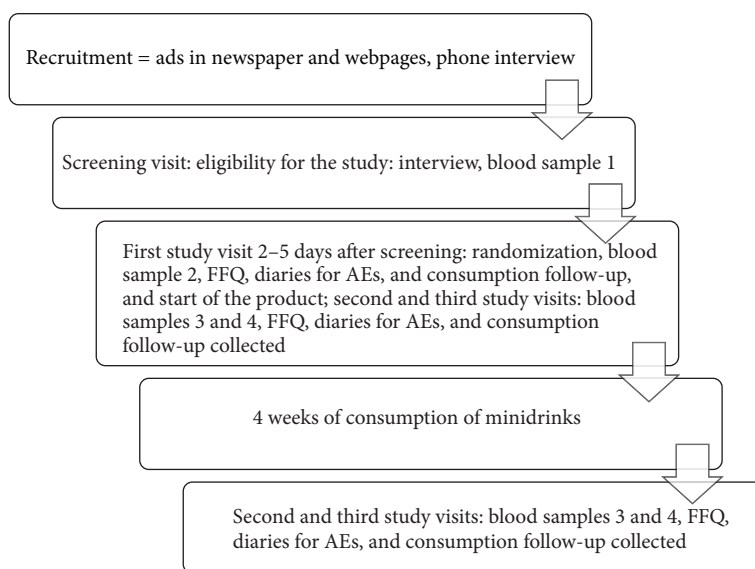 Recruitment = ads in newspaper and webpages, phone interview
Screening visit: eligibility for the study: interview, blood sample 1
First study visit 2–5 days after screening: randomization, blood
sample 2, FFQ, diaries for AEs, and consumption follow-up,
and start of the product; second and third study visits: blood
samples 3 and 4, FFQ, diaries for AEs, and consumption
follow-up collected
4 weeks of consumption of minidrinks
Second and third study visits: blood samples 3 and 4, FFQ,
diaries for AEs, and consumption follow-up collected